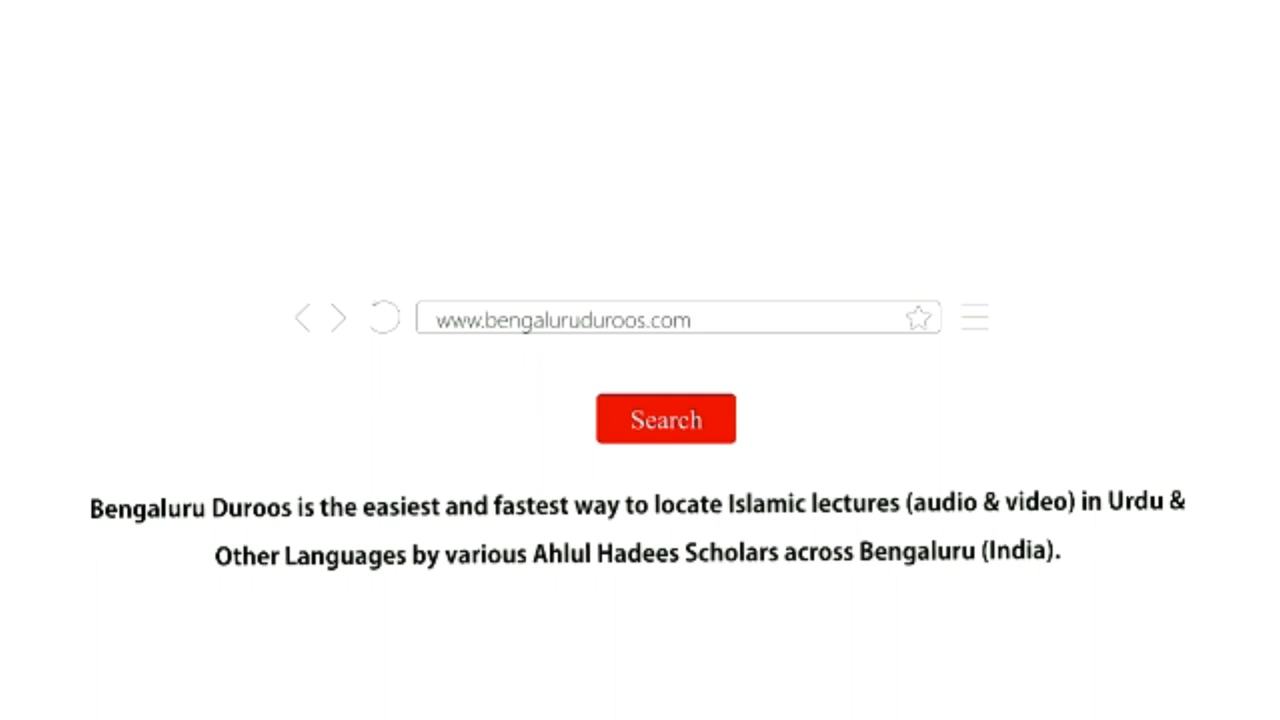 www.bengaluruduroos.com
Search
Bengaluru Duroos is the easiest and fastest way to locate Islamic lectures (audio & video) in Urdu &
Other Languages by various Ahlul Hadees Scholars across Bengaluru (India).